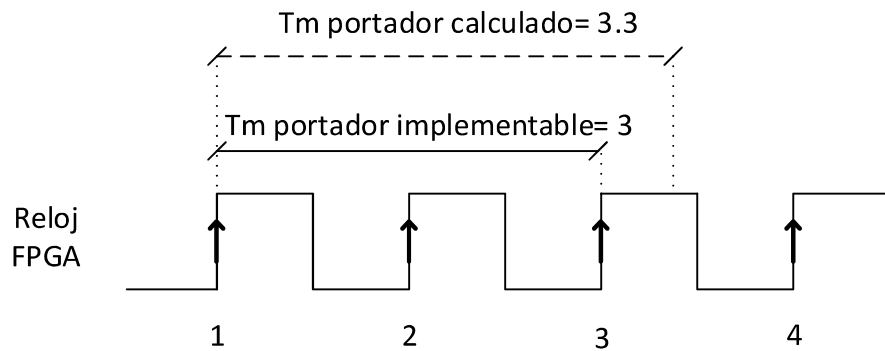 Tm portador calculado= 3.3
Tm portador implementable= 3
Reloj
FPGA
1 2 3 4